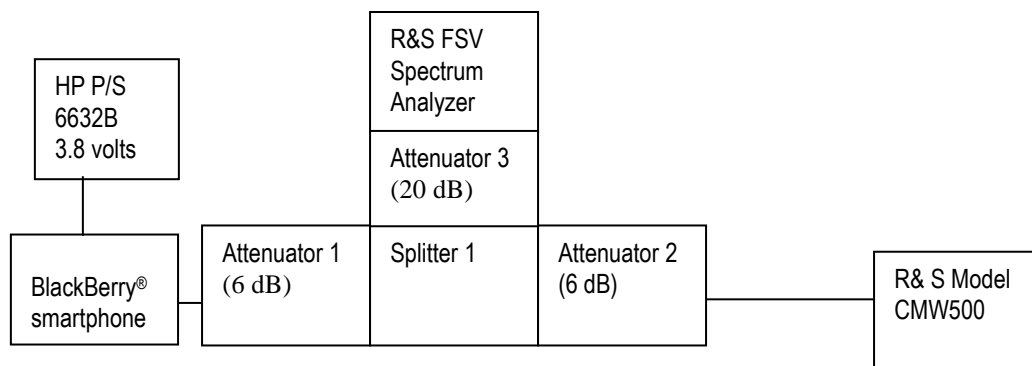 R&S FSV
Spectrum
Analyzer
HP P/S
6632B
3.8 volts
Attenuator 3
(20 dB)
BlackBerry®
smartphone
Attenuator 1
(6 dB)
Splitter 1
Attenuator 2
(6 dB)
R& S Model
CMW500